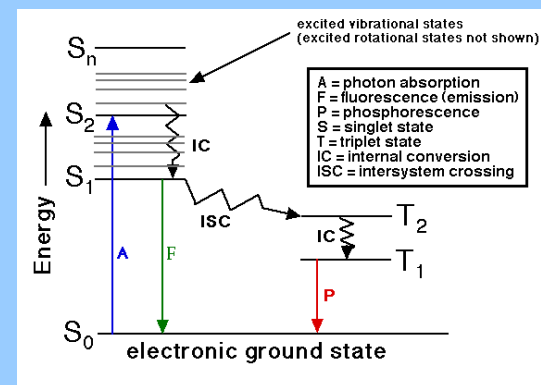 excited vibrational states
(excited rotational states not shown)
A = photon absorption
F = fluorescence (emission)
P = phosphorescence
S = singlet state
T = triplet state
IC = internal conversion
ISC = intersystem crossing
Sn
S2
IC
S1
ISC
T2
IC
T1
Energy
A
F
P
S0
electronic ground state